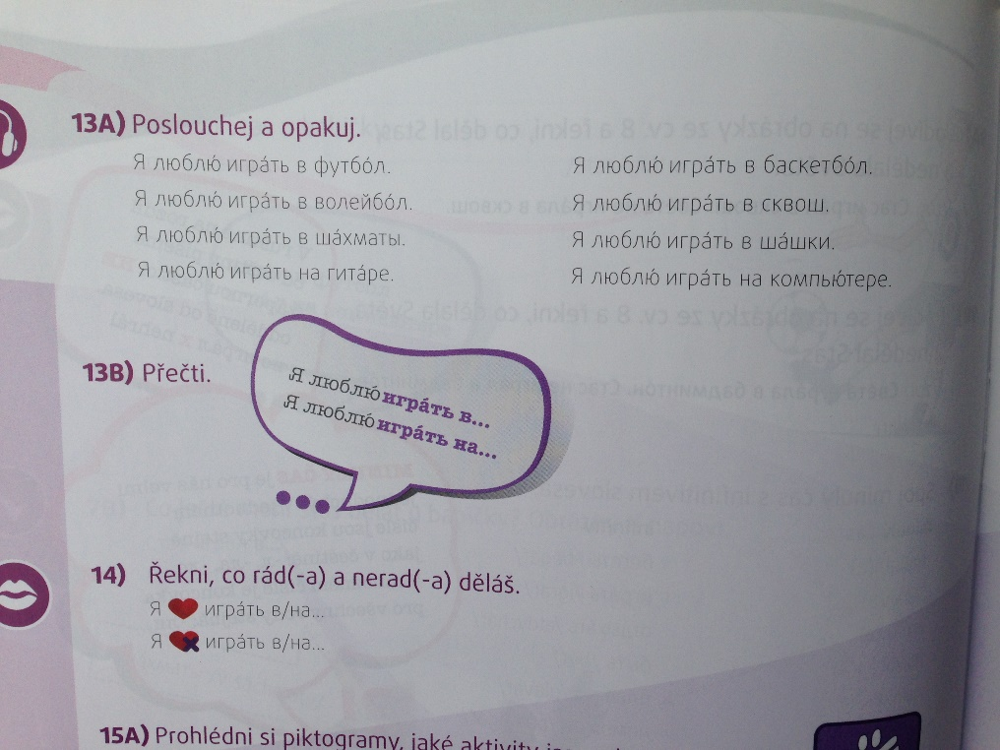 13A) Poslouchej a opakuj.
Я люблю́ игра́ть в футбо́л.
Я люблю́ игра́ть в волейбо́л.
Я люблю́ игра́ть в ша́хматы.
Я люблю́ игра́ть на гита́ре.
Я люблю́ игра́ть в баскетбо́л.
Я люблю́ игра́ть в сквош.
Я люблю́ игра́ть в ша́шки.
Я люблю́ игра́ть на компью́тере.
13B) Přečti.
Я люблю́ игра́ть в...
Я люблю́ игра́ть на...
14) Řekni, co rád(-a) a nerad(-a) děláš.
Я игра́ть в/на...
Я игра́ть в/на...
15A) Prohlédni si piktogramy, jaké aktivity